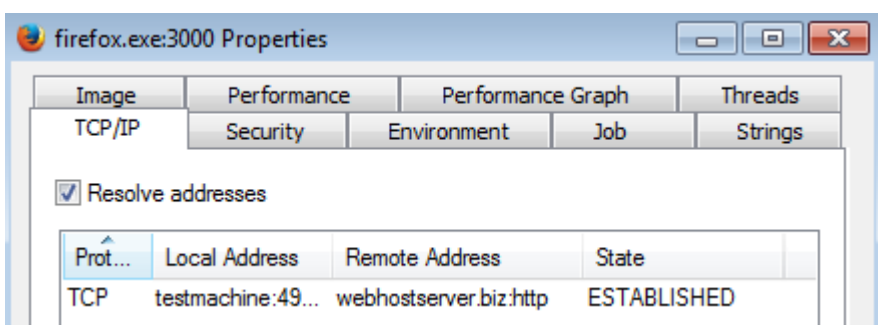 firefox.exe:3000 Properties
Image Performance Performance Graph Threads
TCP/IP Security Environment Job Strings
Resolve addresses
Prot... Local Address Remote Address State
TCP testmachine:49... webhostserver.biz:http ESTABLISHED